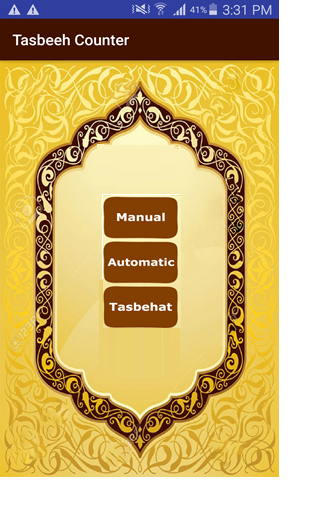 41% 3:31 PM
Tasbeeh Counter
Manual
Automatic
Tasbehat